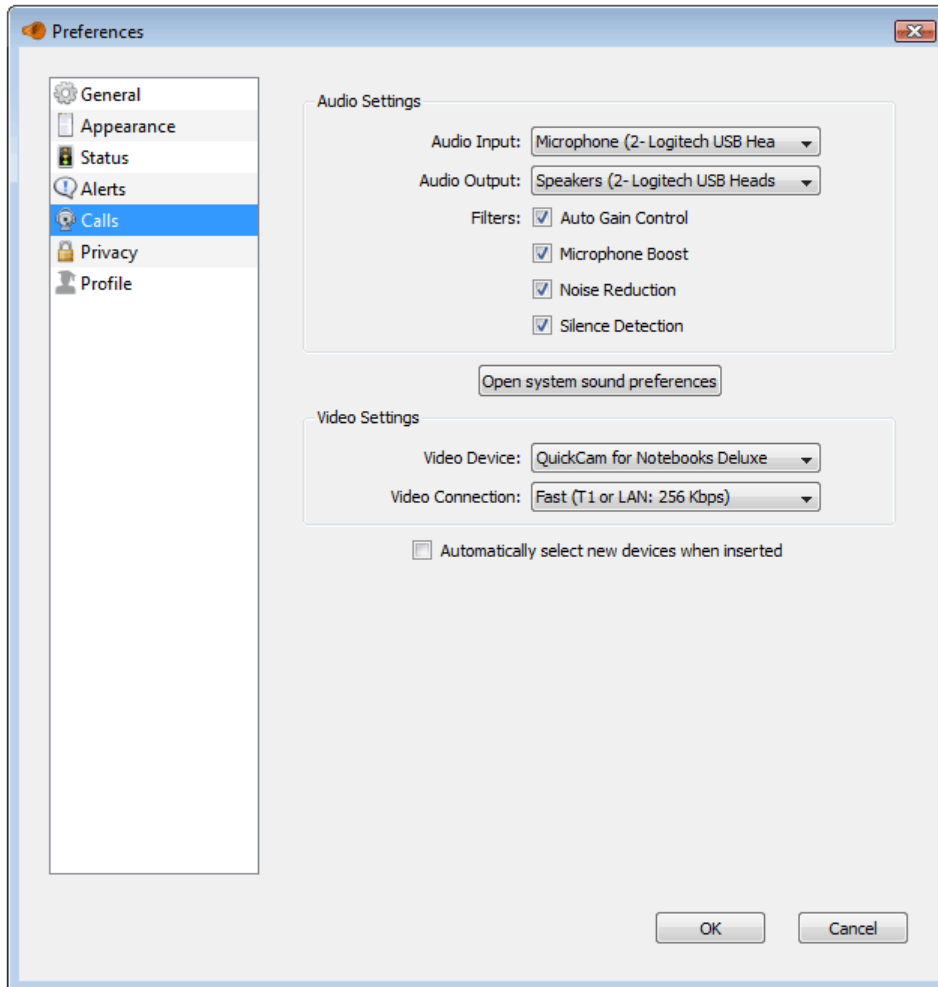 Preferences
General
Appearance
Status
Alerts
Calls
Privacy
Profile
Audio Settings
Audio Input: Microphone (2- Logitech USB Hea
Audio Output: Speakers (2- Logitech USB Heads
Filters: Auto Gain Control
Microphone Boost
Noise Reduction
Silence Detection
Open system sound preferences
Video Settings
Video Device: QuickCam for Notebooks Deluxe
Video Connection: Fast (T1 or LAN: 256 Kbps)
Automatically select new devices when inserted
OK Cancel